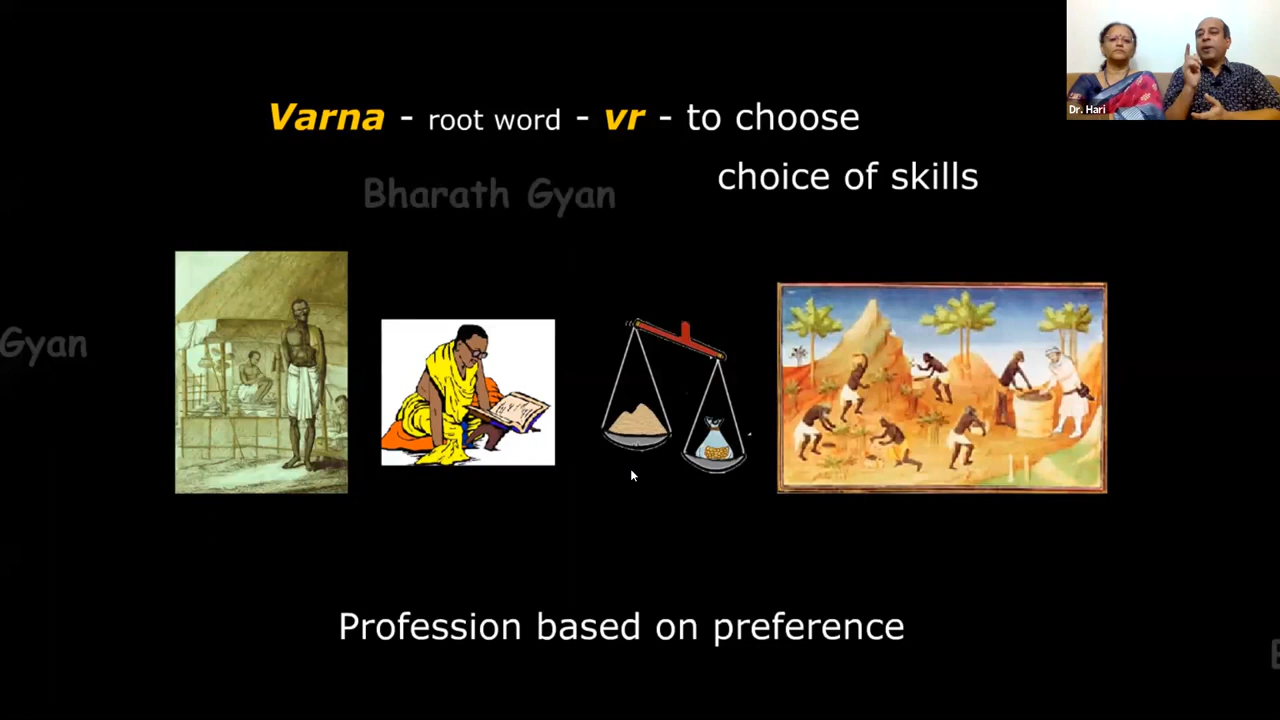 Dr. Hari
Varna - root word - vr - to choose
choice of skills
Bharath Gyan
Gyan
Profession based on preference